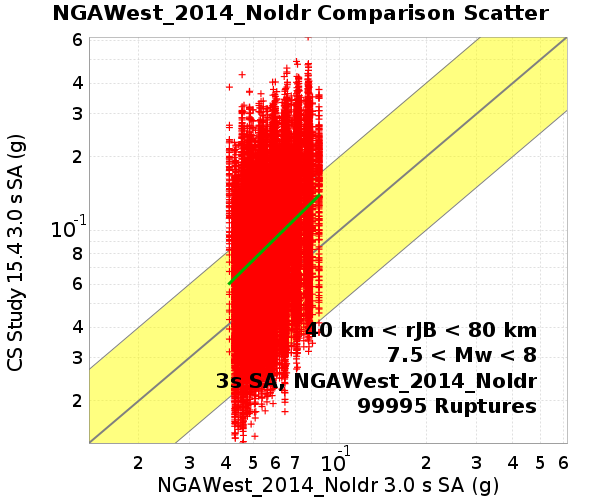 NGAWest_2014_NoIdr Comparison Scatter
6
4
3
2
10^-1
8
6
4
3
2
CS Study 15.4 3.0 s SA (g)
40 km < rJB < 80 km
7.5 < Mw < 8
3s SA, NGAWest_2014_NoIdr
99995 Ruptures
2 3 4 5 6 7 10^-1 2 3 4 5 6
NGAWest_2014_NoIdr 3.0 s SA (g)